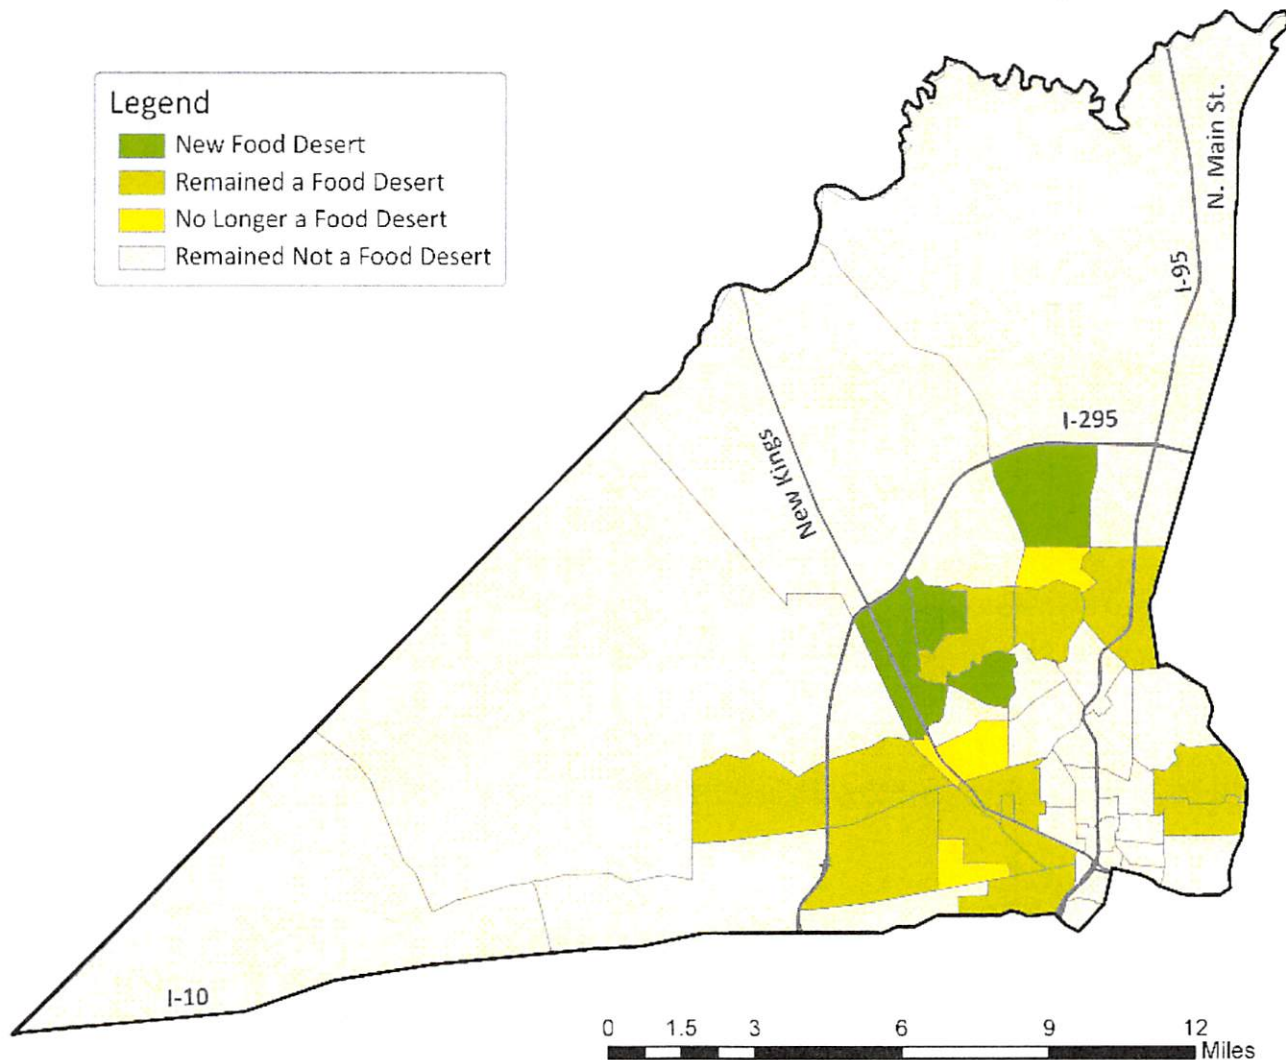 Legend
New Food Desert
Remained a Food Desert
No Longer a Food Desert
Remained Not a Food Desert
N. Main St.
I-95
I-295
New Kings
I-10
0 1.5 3 6 9 12
Miles